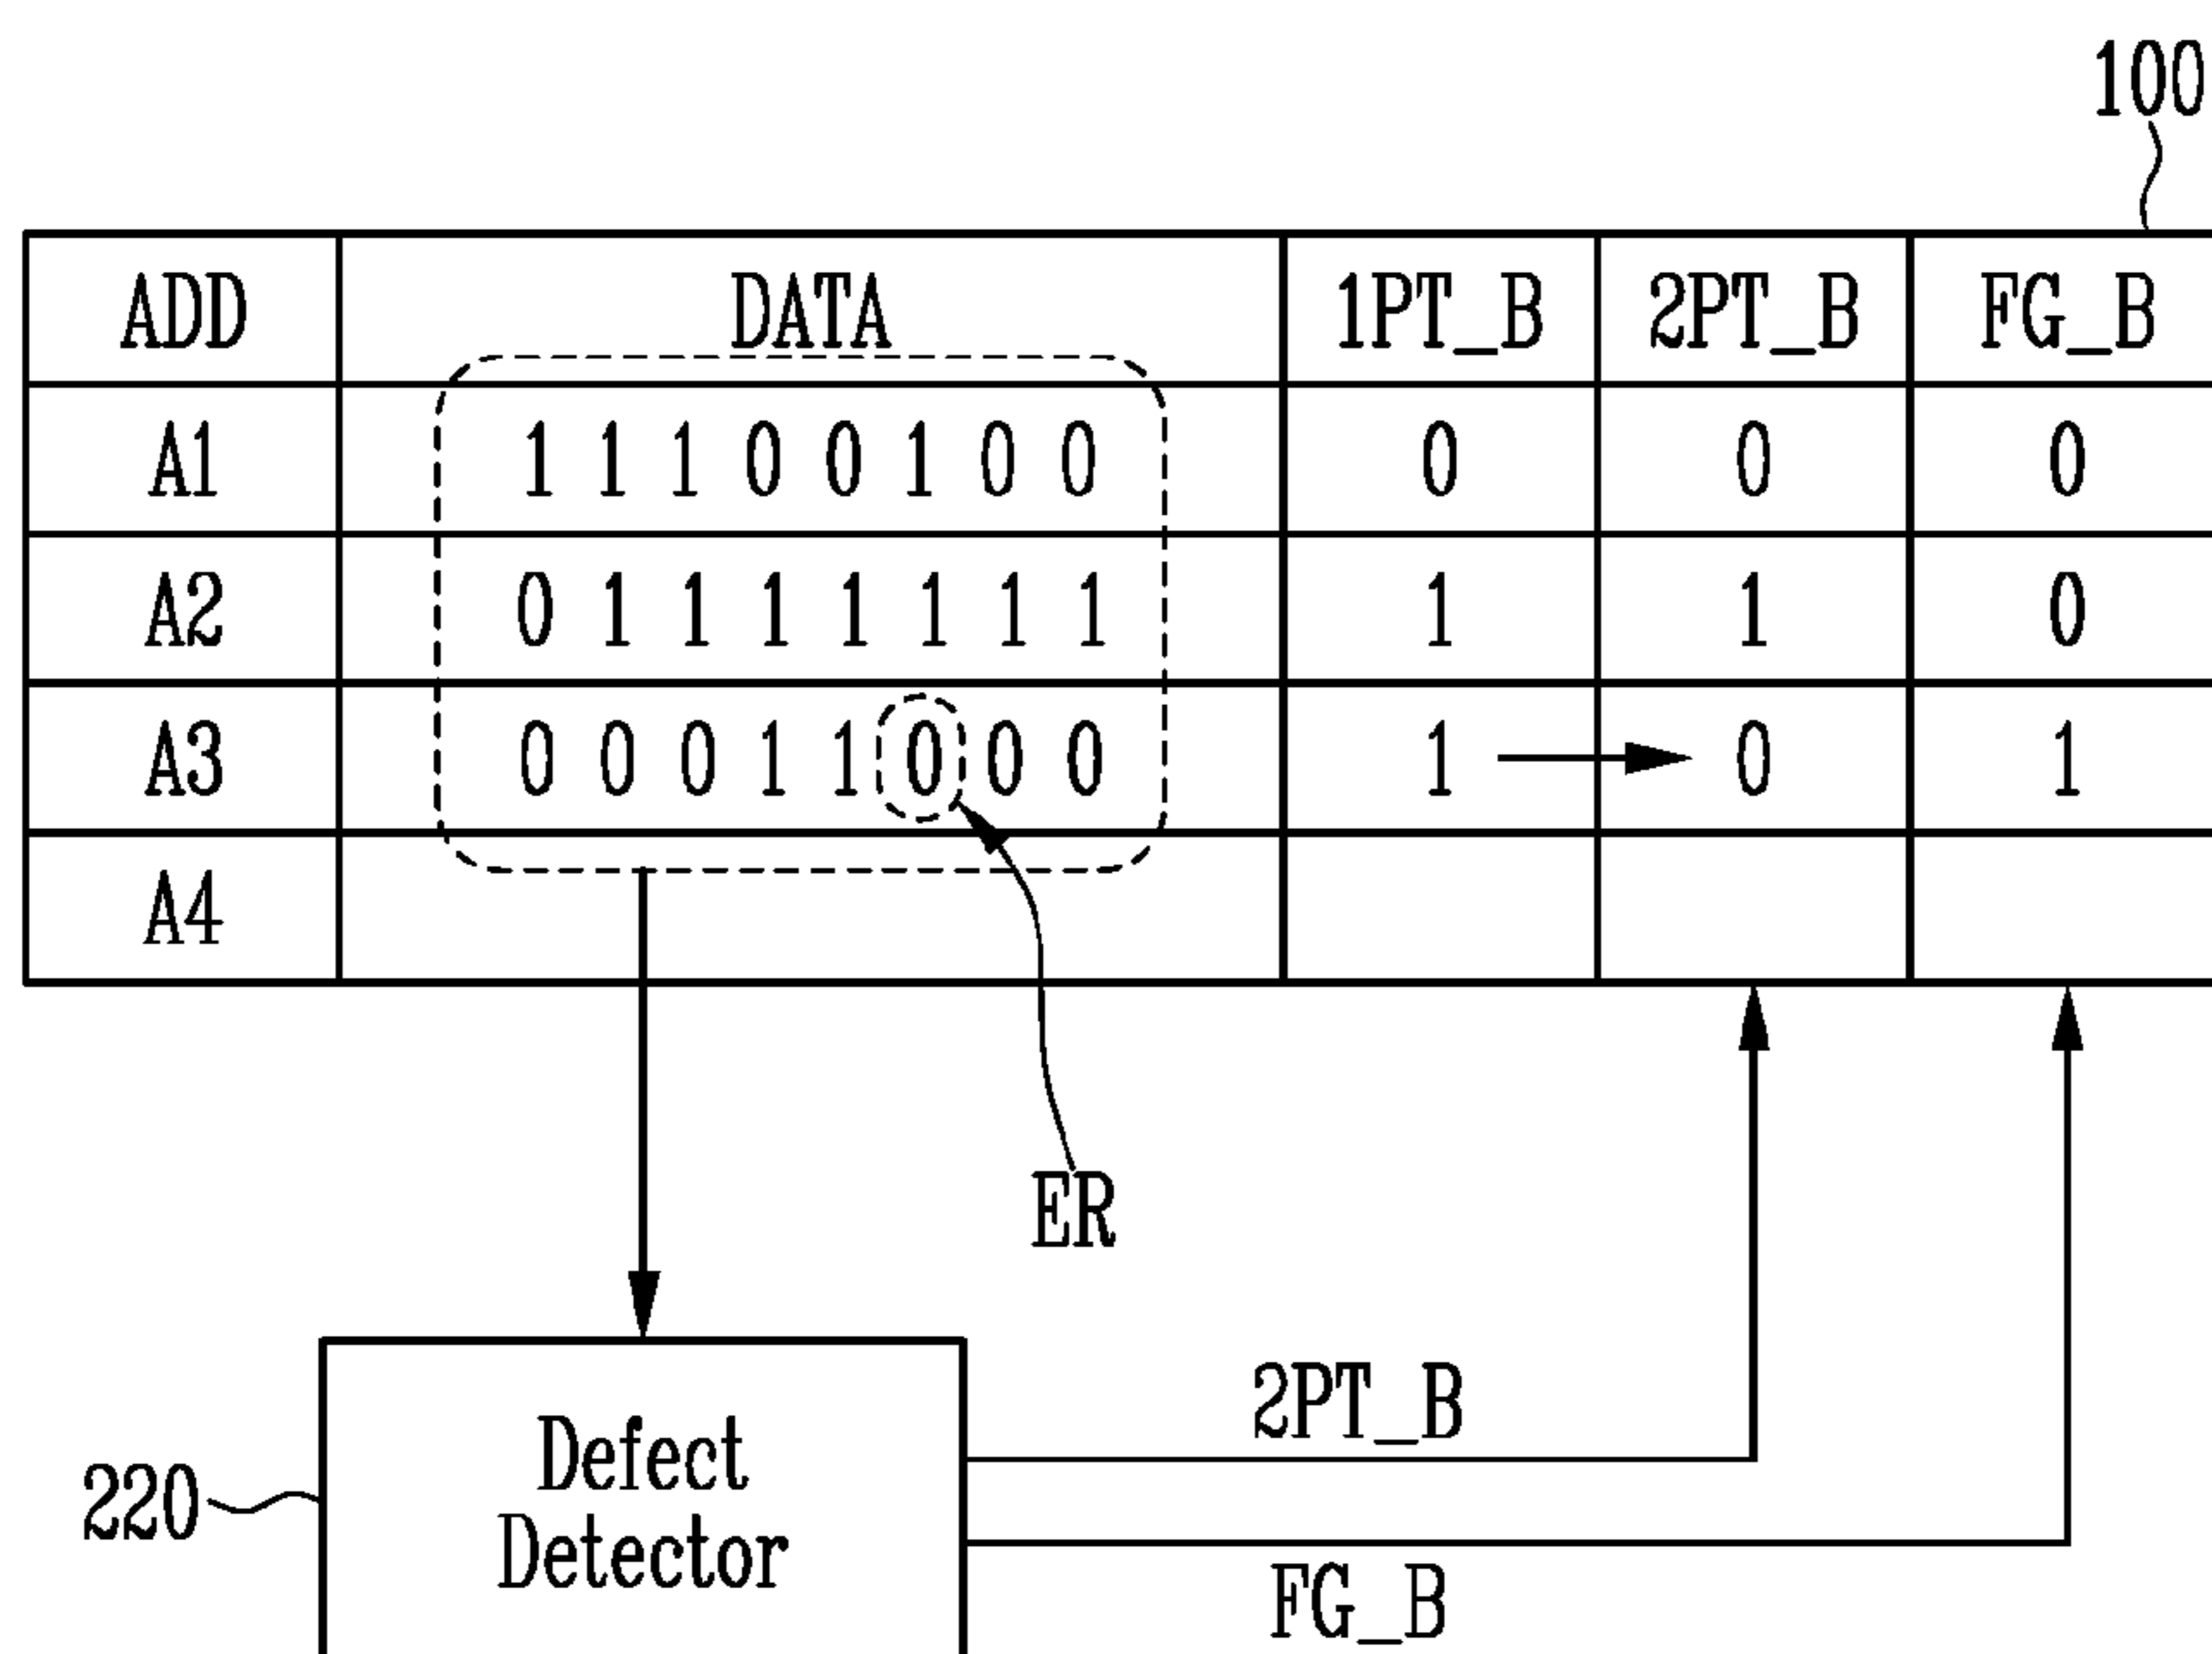 100
ADD DATA 1PT_B 2PT_B FG_B
A1 1 1 1 0 0 1 0 0 0 0 0
A2 0 1 1 1 1 1 1 1 1 1 0
A3 0 0 0 1 1 0 0 0 1 0 1
A4
ER
2PT_B
Defect
220
Detector
FG_B